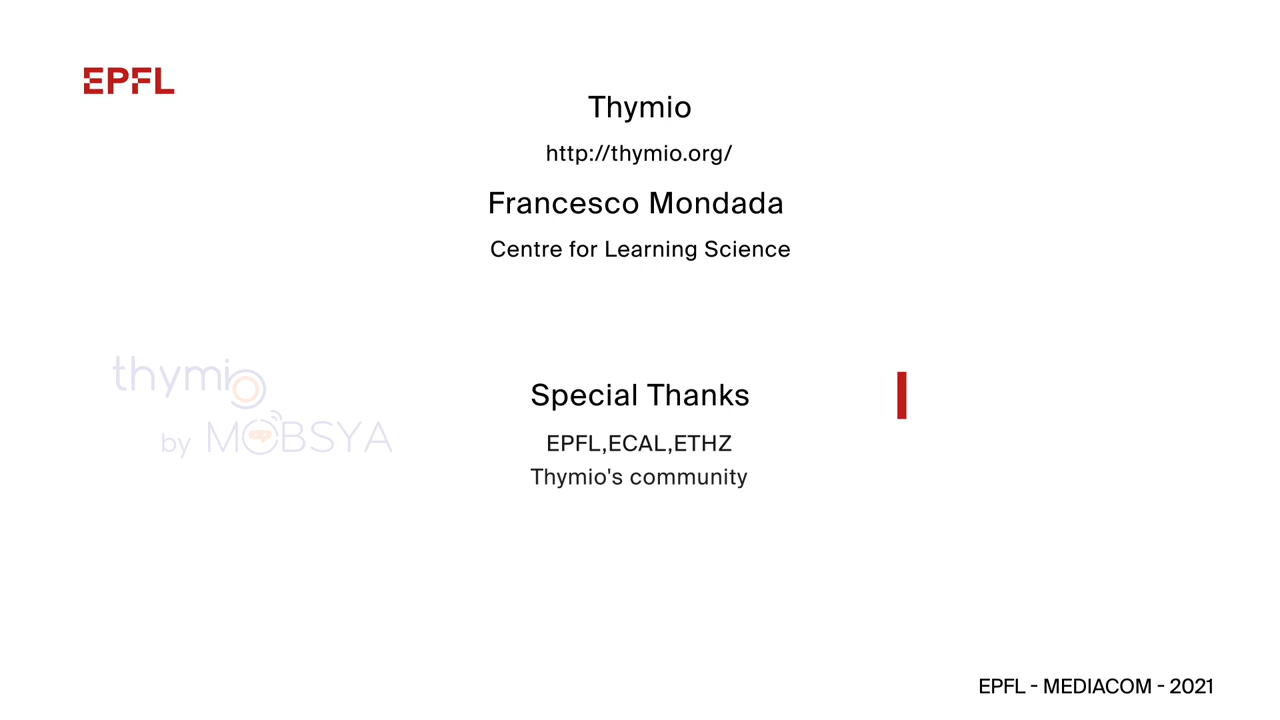 EPFL
Thymio
http://thymio.org/
Francesco Mondada
Centre for Learning Science
thymio
by MOBSYA
Special Thanks
EPFL,ECAL,ETHZ
Thymio's community
EPFL - MEDIACOM - 2021